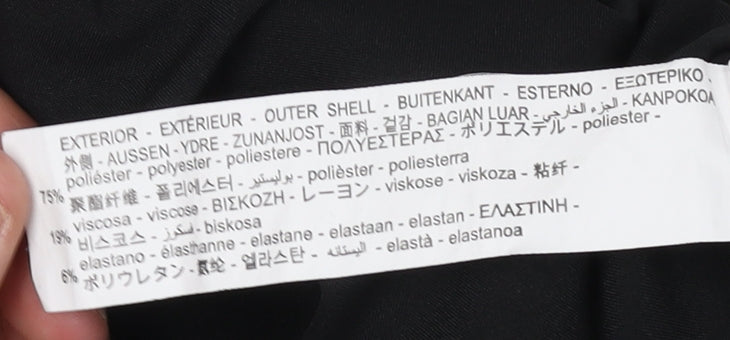 EXTERIOR - EXTÉRIEUR - OUTER SHELL - BUITENKANT - ESTERNO - ΕΞΩΤΕΡΙΚΟ
外側 - AUSSEN - YDRE - ZUNANJOST - 面料 - 겉감 - BAGIAN LUAR - الجزء الخارجي - KANPOKOA
poliéster - polyester - poliestere - ΠΟΛΥΕΣΤΕΡΑΣ - ポリエステル - poliester -
75% 聚酯纤维 - 폴리에스터 - بوليستير - polièster - poliesterra
viscosa - viscose - ΒΙΣΚΟΖΗ - レーヨン - viskose - viskoza - 粘纤 -
19% 비스코스 - فسكوز - biskosa
elastano - élasthanne - elastane - elastaan - elastan - ΕΛΑΣΤΙΝΗ -
6% ポリウレタン - 氨纶 - 엘라스탄 - اليستانه - elastà - elastanoa